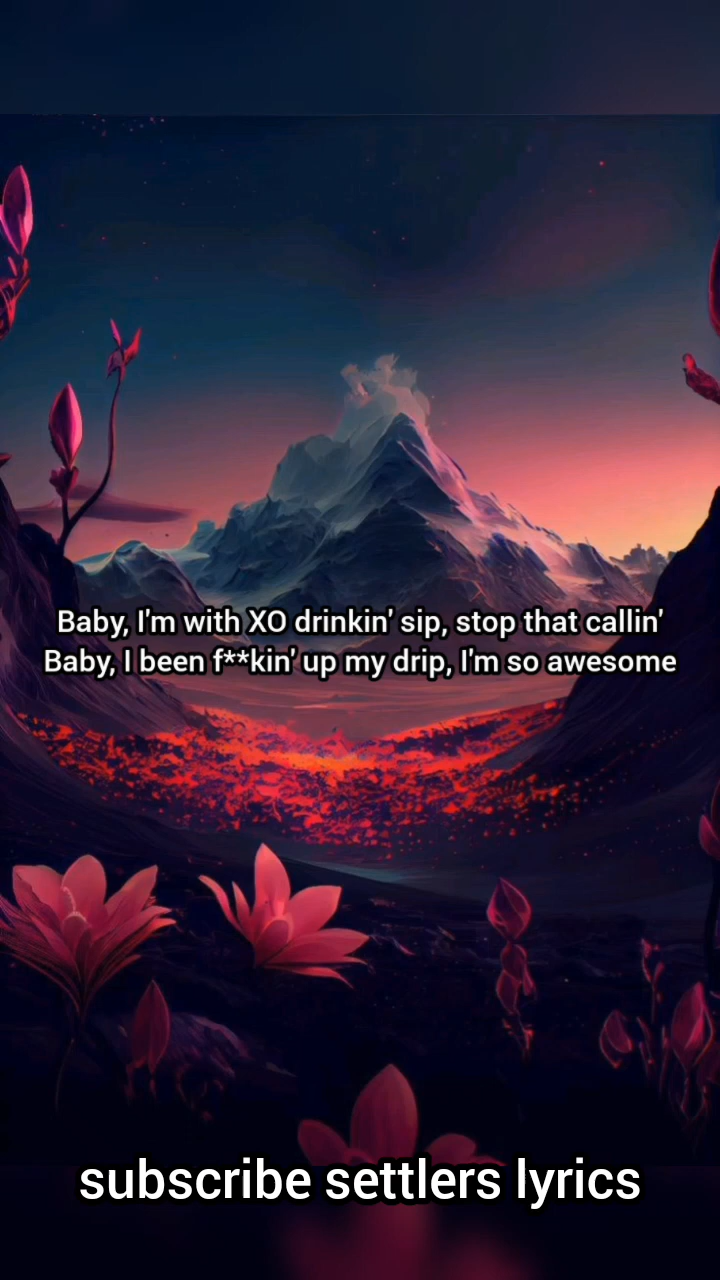 Baby, I'm with XO drinkin' sip, stop that callin'
Baby, I been f**kin' up my drip, I'm so awesome
subscribe settlers lyrics